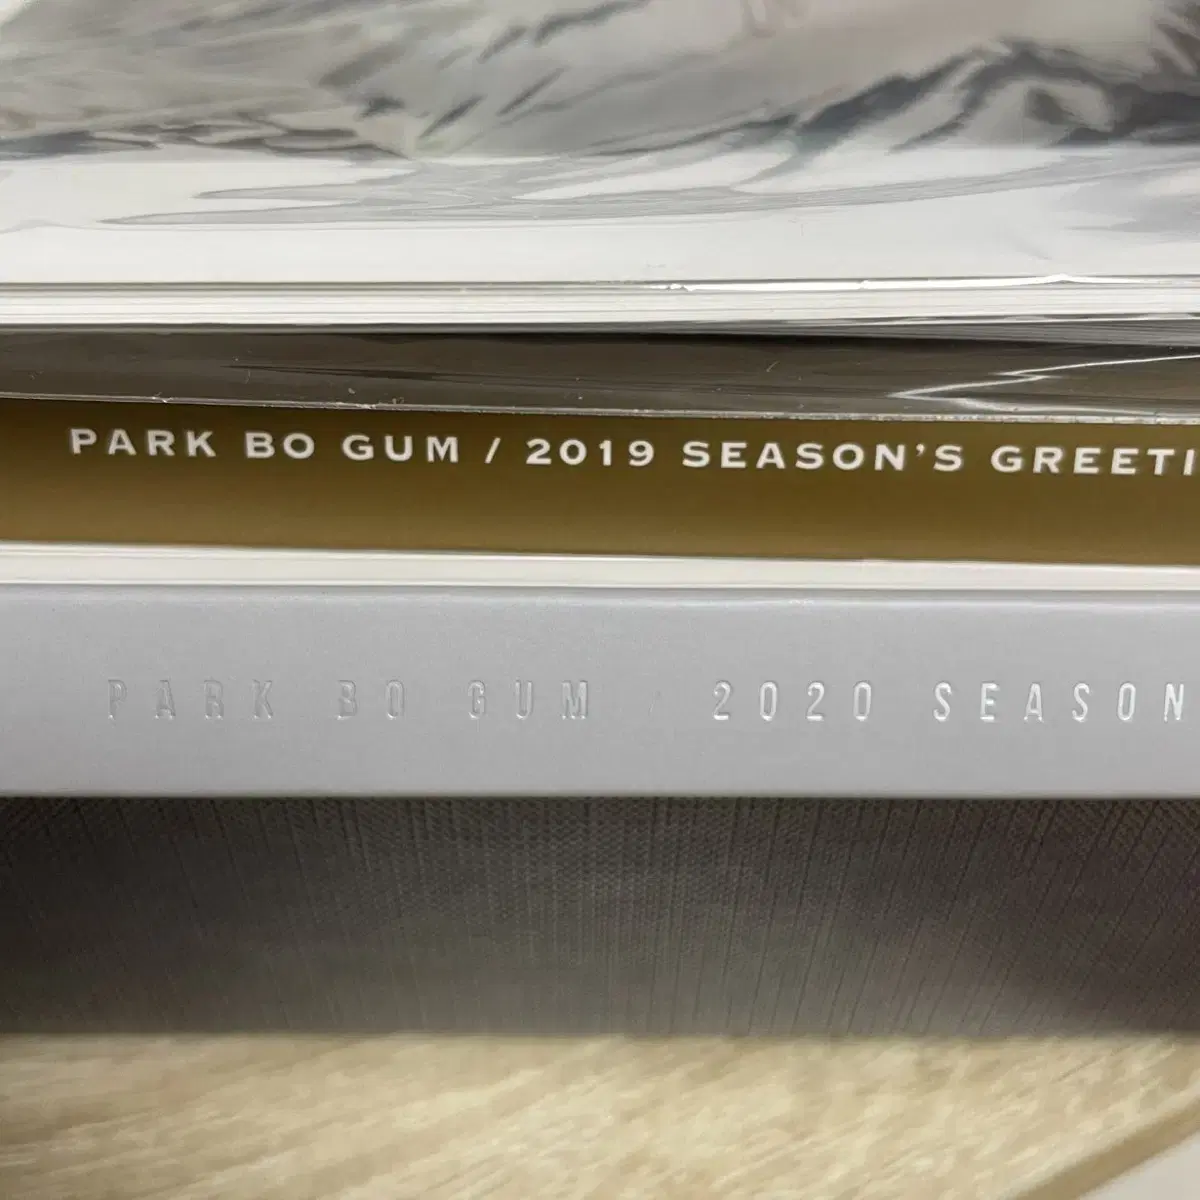 PARK BO GUM / 2019 SEASON'S GREETI
PARK BO GUM 2020 SEASON